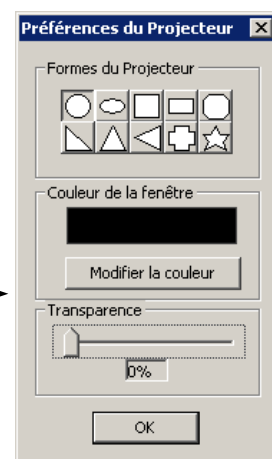 Préférences du Projecteur
Formes du Projecteur
Couleur de la fenêtre
Modifier la couleur
Transparence
0%
OK